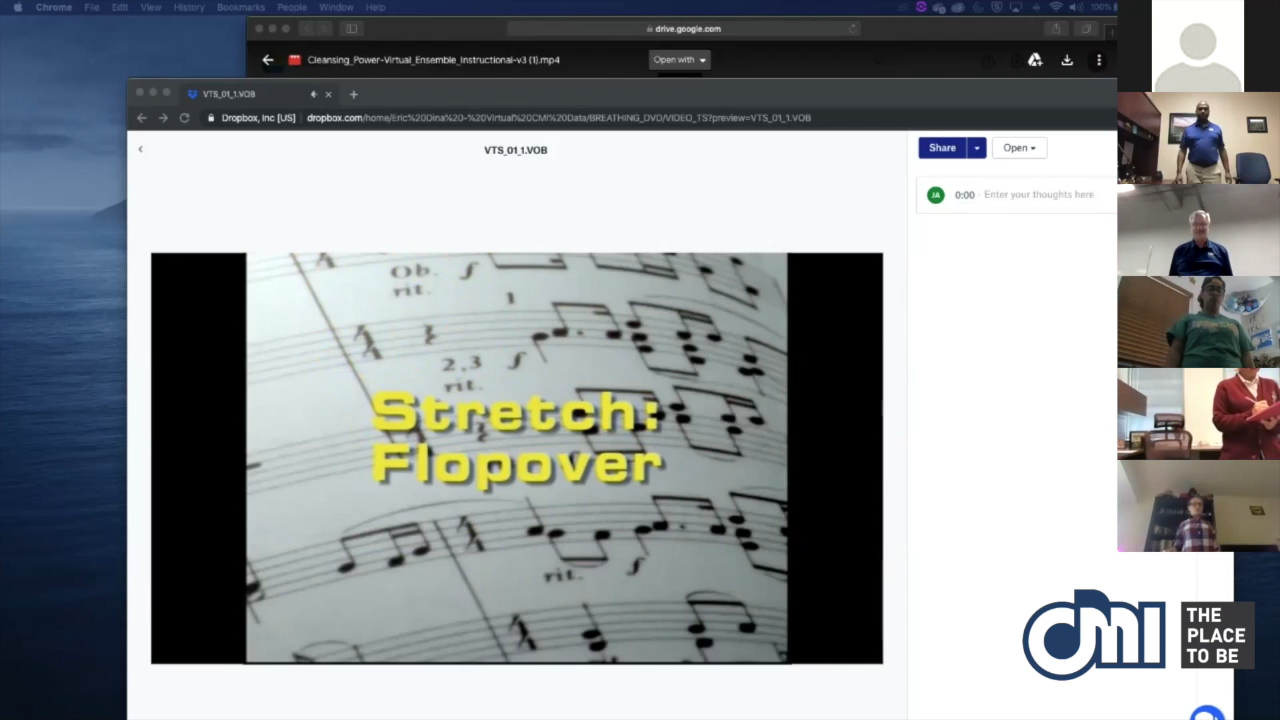 Chrome File Edit View History Bookmarks People Window Help
100%
drive.google.com
Cleansing_Power-Virtual_Ensemble_Instructional-v3 (1).mp4
Open with
VTS_01_1.VOB
Dropbox, Inc [US] dropbox.com/home/Eric%20Dina%20-%20Virtual%20CMI%20Data/BREATHING_DVD/VIDEO_TS?preview=VTS_01_1.VOB
VTS_01_1.VOB
Share
Open
JA
0:00
Enter your thoughts here
Ob. f
rit.
1
2,3 f
rit.
Stretch:
Flopover
rit. f
cmi
THE
PLACE
TO BE